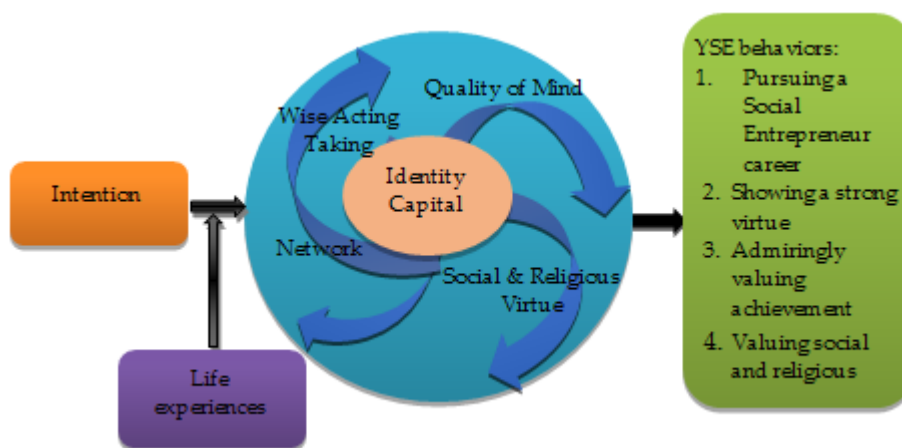 Intention
Life
experiences
Wise Acting
Taking
Quality of Mind
Identity
Capital
Network
Social & Religious
Virtue
YSE behaviors:
1. Pursuing a
Social
Entrepreneur
career
2. Showing a strong
virtue
3. Admiringly
valuing
achievement
4. Valuing social
and religious